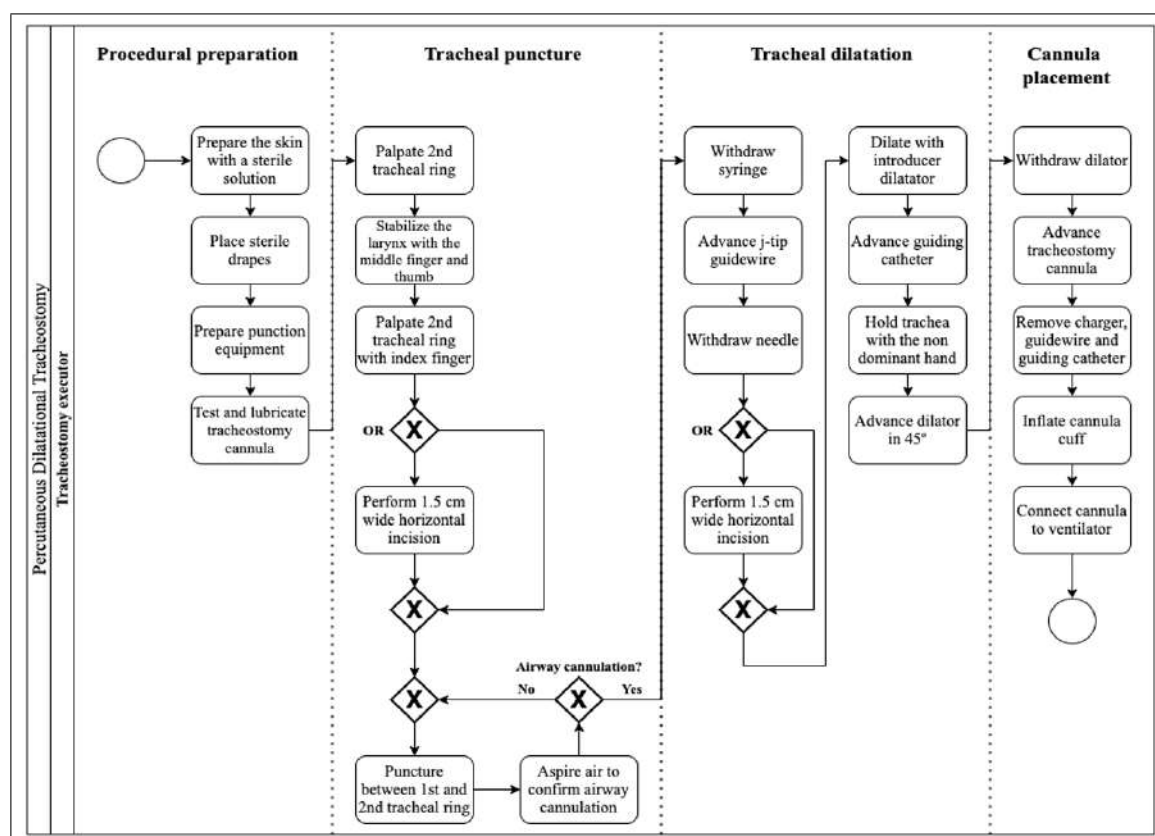 Percutaneous Dilatational Tracheostomy
Tracheostomy executor
Procedural preparation
Prepare the skin
with a sterile
solution
Place sterile
drapes
Prepare punction
equipment
Test and lubricate
tracheostomy
cannula
Tracheal puncture
Palpate 2nd
tracheal ring
Stabilize the
larynx with the
middle finger and
thumb
Palpate 2nd
tracheal ring
with index finger
OR
X
Perform 1.5 cm
wide horizontal
incision
X
X
Puncture
between 1st and
2nd tracheal ring
Aspire air to
confirm airway
cannulation
Airway cannulation?
No
X
Yes
Tracheal dilatation
Withdraw
syringe
Advance j-tip
guidewire
Withdraw needle
OR
X
Perform 1.5 cm
wide horizontal
incision
X
Dilate with
introducer
dilatator
Advance guiding
catheter
Hold trachea
with the non
dominant hand
Advance dilator
in 45º
Cannula
placement
Withdraw dilator
Advance
tracheostomy
cannula
Remove charger,
guidewire and
guiding catheter
Inflate cannula
cuff
Connect cannula
to ventilator